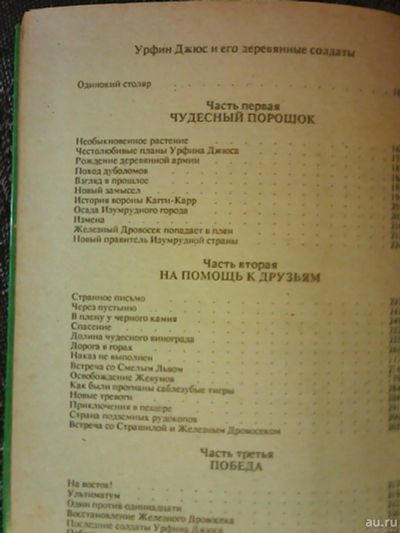 Урфин Джюс и его деревянные солдаты
Одинокий столяр
Часть первая
ЧУДЕСНЫЙ ПОРОШОК
Необыкновенное растение
Честолюбивые планы Урфина Джюса
Рождение деревянной армии
Поход дуболомов
Взгляд в прошлое
Новый замысел
История вороны Кагги-Карр
Осада Изумрудного города
Измена
Железный Дровосек попадает в плен
Новый правитель Изумрудной страны
Часть вторая
НА ПОМОЩЬ К ДРУЗЬЯМ
Странное письмо
Через пустыню
В плену у черного камня
Спасение
Долина чудесного винограда
Дорога в горах
Наказ не выполнен
Встреча со Смелым Львом
Освобождение Жевунов
Как были прогнаны саблезубые тигры
Новые тревоги
Приключения в пещере
Страна подземных рудокопов
Встреча со Страшилой и Железным Дровосеком
Часть третья
ПОБЕДА
На восток!
Ультиматум
Один против одиннадцати
Восстановление Железного Дровосека
Последние солдаты Урфина Джюса
au.ru